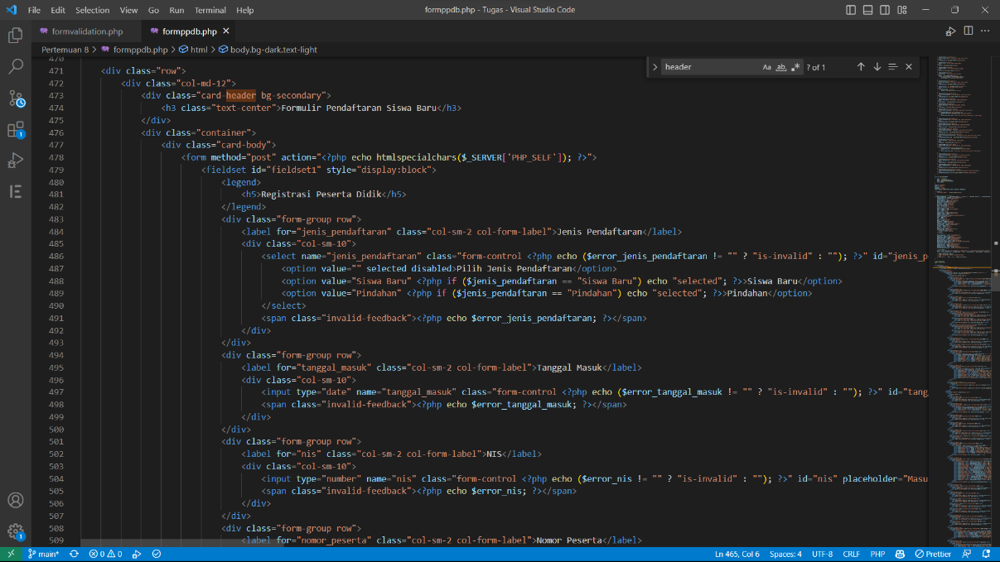 File Edit Selection View Go Run Terminal Help formppdb.php - Tugas - Visual Studio Code
formvalidation.php formppdb.php
Pertemuan 8 > formppdb.php > html > body.bg-dark.text-light
header Aa ab ? of 1
470
471 <div class="row">
472 <div class="col-md-12">
473 <div class="card-header bg-secondary">
474 <h3 class="text-center">Formulir Pendaftaran Siswa Baru</h3>
475 </div>
476 <div class="container">
477 <div class="card-body">
478 <form method="post" action="<?php echo htmlspecialchars($_SERVER['PHP_SELF']); ?>">
479 <fieldset id="fieldset1" style="display:block">
480 <legend>
481 <h5>Registrasi Peserta Didik</h5>
482 </legend>
483 <div class="form-group row">
484 <label for="jenis_pendaftaran" class="col-sm-2 col-form-label">Jenis Pendaftaran</label>
485 <div class="col-sm-10">
486 <select name="jenis_pendaftaran" class="form-control <?php echo ($error_jenis_pendaftaran != "" ? "is-invalid" : ""); ?>" id="jenis_p
487 <option value="" selected disabled>Pilih Jenis Pendaftaran</option>
488 <option value="Siswa Baru" <?php if ($jenis_pendaftaran == "Siswa Baru") echo "selected"; ?>>Siswa Baru</option>
489 <option value="Pindahan" <?php if ($jenis_pendaftaran == "Pindahan") echo "selected"; ?>>Pindahan</option>
490 </select>
491 <span class="invalid-feedback"><?php echo $error_jenis_pendaftaran; ?></span>
492 </div>
493 </div>
494 <div class="form-group row">
495 <label for="tanggal_masuk" class="col-sm-2 col-form-label">Tanggal Masuk</label>
496 <div class="col-sm-10">
497 <input type="date" name="tanggal_masuk" class="form-control <?php echo ($error_tanggal_masuk != "" ? "is-invalid" : ""); ?>" id="tang
498 <span class="invalid-feedback"><?php echo $error_tanggal_masuk; ?></span>
499 </div>
500 </div>
501 <div class="form-group row">
502 <label for="nis" class="col-sm-2 col-form-label">NIS</label>
503 <div class="col-sm-10">
504 <input type="number" name="nis" class="form-control <?php echo ($error_nis != "" ? "is-invalid" : ""); ?>" id="nis" placeholder="Masu
505 <span class="invalid-feedback"><?php echo $error_nis; ?></span>
506 </div>
507 </div>
508 <div class="form-group row">
509 <label for="nomor_peserta" class="col-sm-2 col-form-label">Nomor Peserta</label>
1
1
main* 0 0 Ln 465, Col 6 Spaces: 4 UTF-8 CRLF PHP Prettier